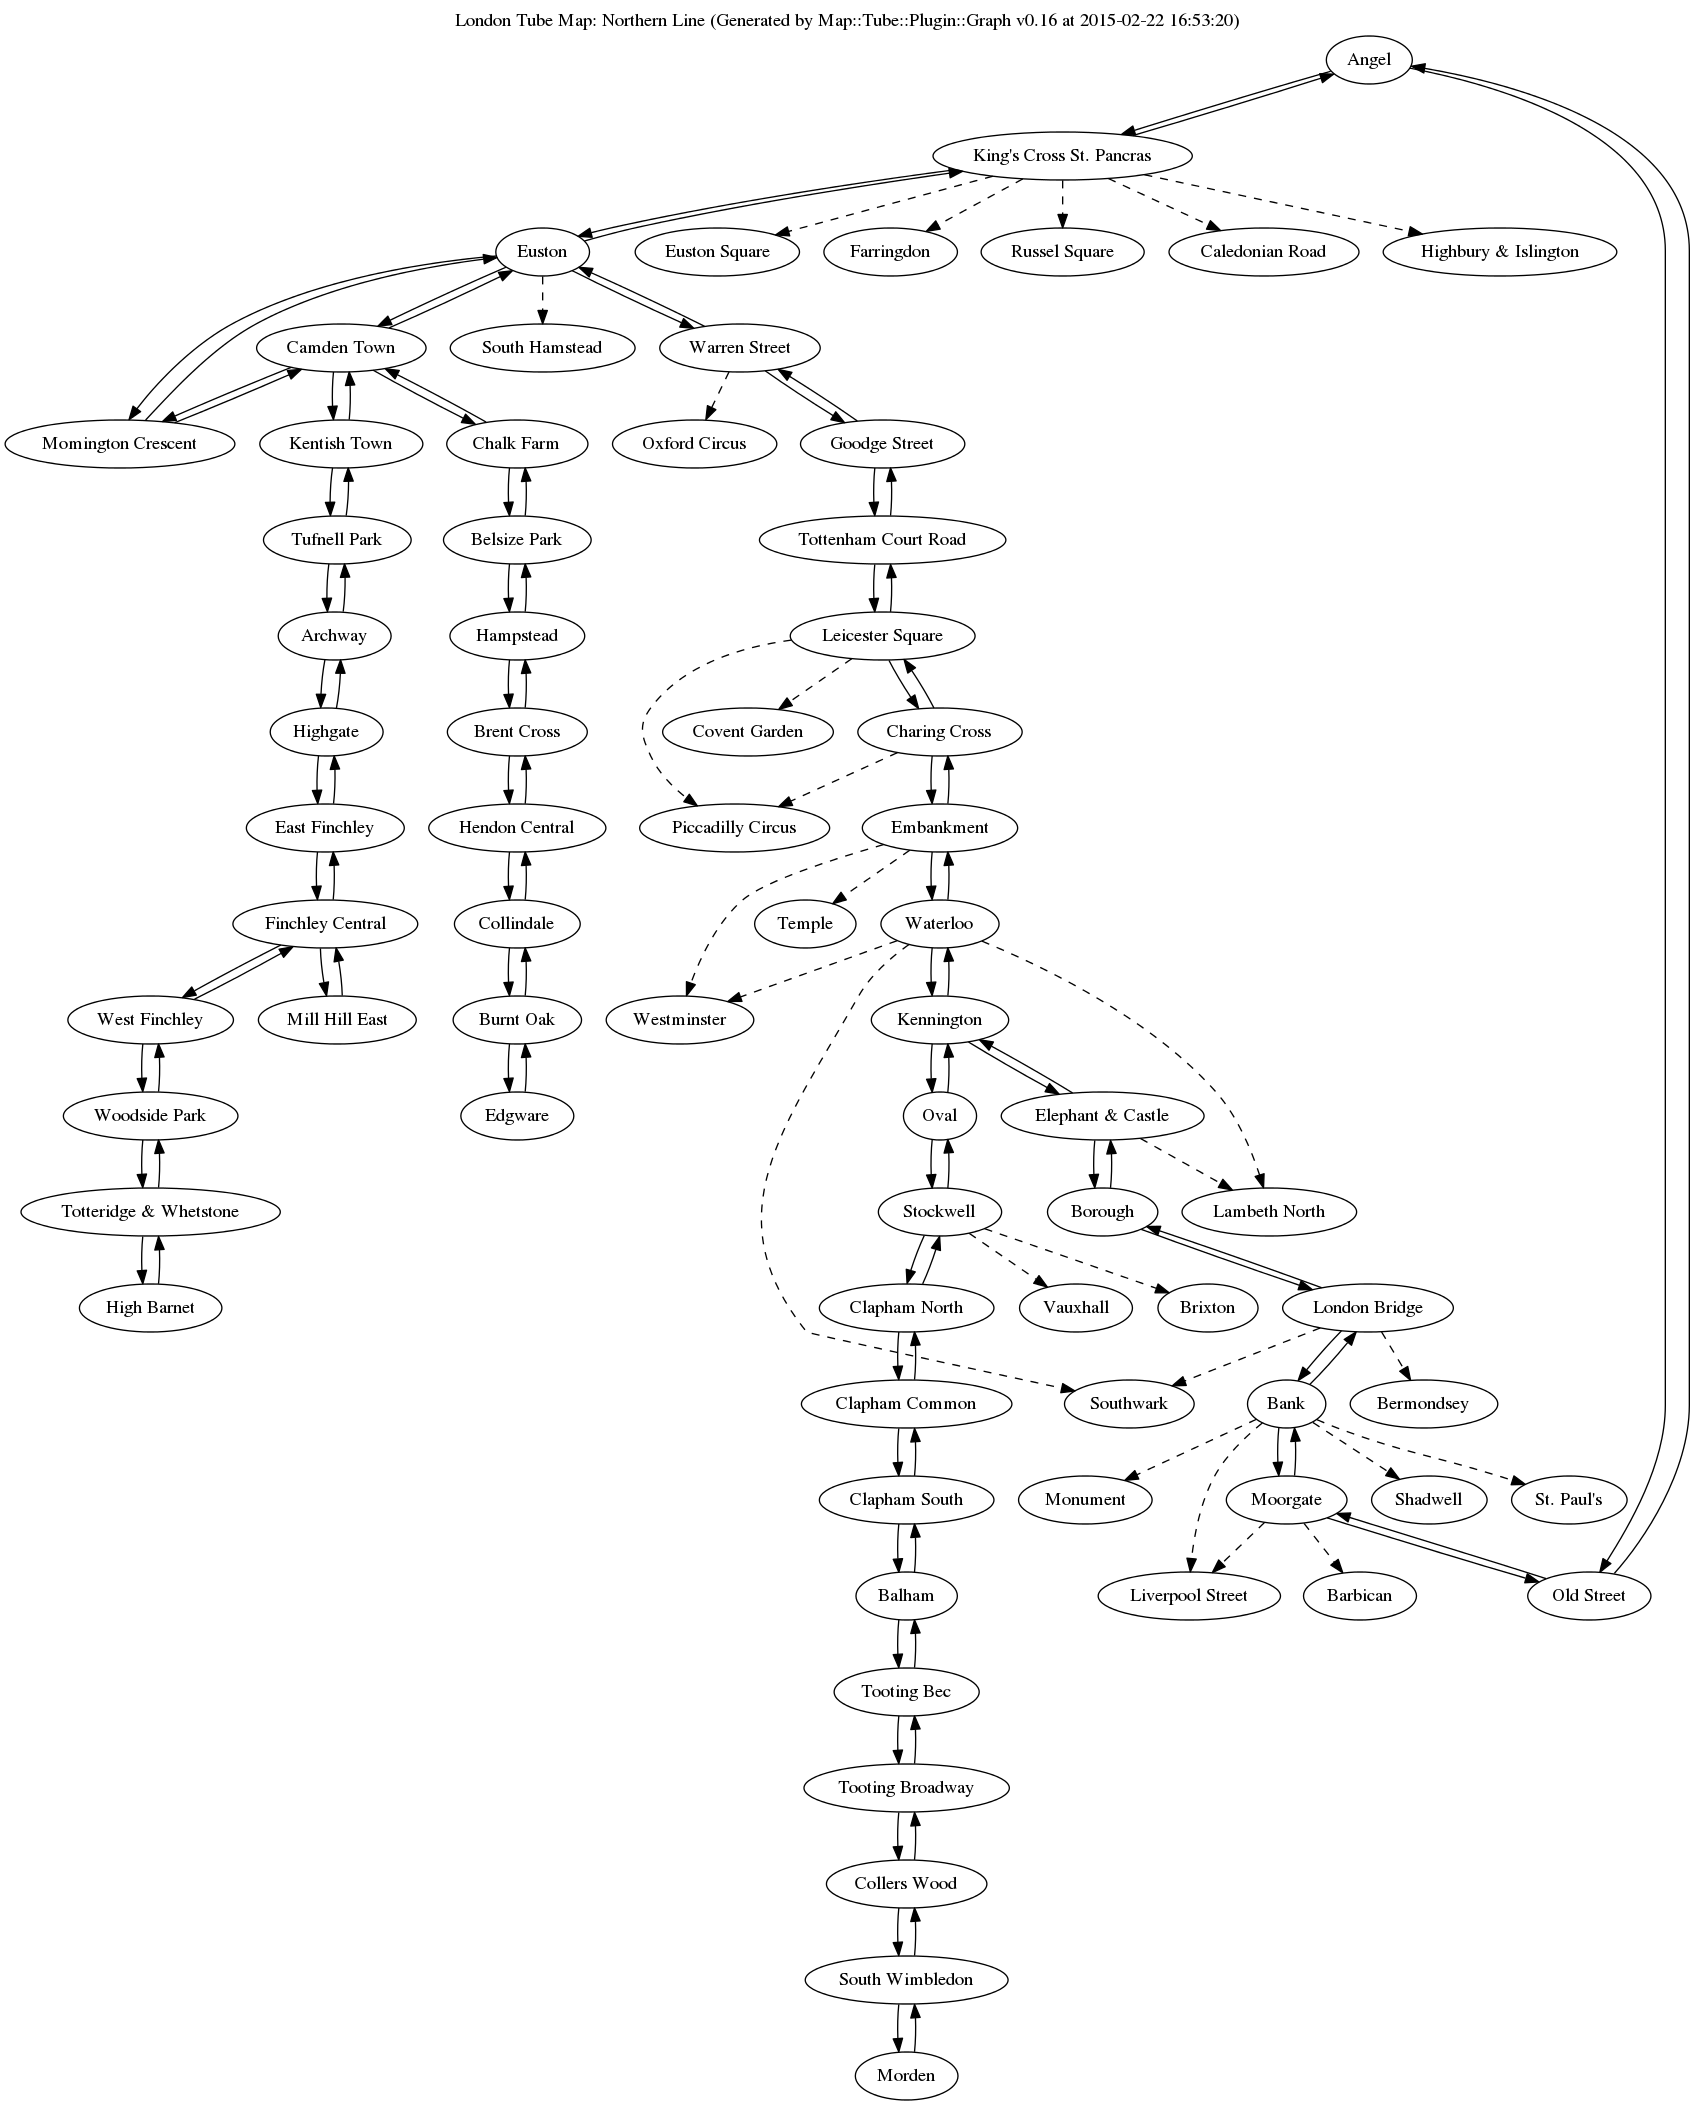 London Tube Map: Northern Line (Generated by Map::Tube::Plugin::Graph v0.16 at 2015-02-22 16:53:20)
Angel
King's Cross St. Pancras
Euston
Euston Square
Farringdon
Russel Square
Caledonian Road
Highbury & Islington
Camden Town
South Hamstead
Warren Street
Mornington Crescent
Kentish Town
Chalk Farm
Oxford Circus
Goodge Street
Tufnell Park
Belsize Park
Tottenham Court Road
Archway
Hampstead
Leicester Square
Highgate
Brent Cross
Covent Garden
Charing Cross
East Finchley
Hendon Central
Piccadilly Circus
Embankment
Finchley Central
Collindale
Temple
Waterloo
West Finchley
Mill Hill East
Burnt Oak
Westminster
Kennington
Woodside Park
Edgware
Oval
Elephant & Castle
Totteridge & Whetstone
Stockwell
Borough
Lambeth North
High Barnet
Clapham North
Vauxhall
Brixton
London Bridge
Clapham Common
Southwark
Bank
Bermondsey
Clapham South
Monument
Moorgate
Shadwell
St. Paul's
Balham
Liverpool Street
Barbican
Old Street
Tooting Bec
Tooting Broadway
Collers Wood
South Wimbledon
Morden